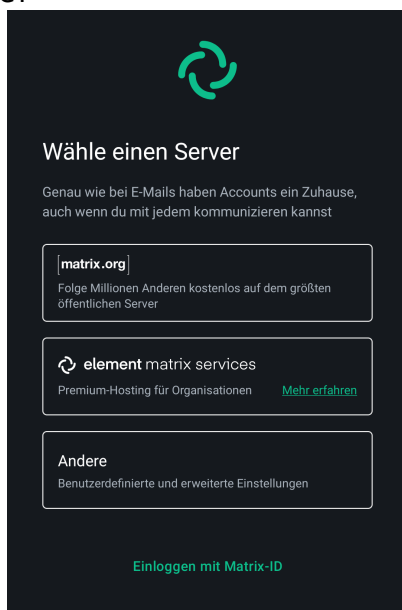 Wähle einen Server
Genau wie bei E-Mails haben Accounts ein Zuhause,
auch wenn du mit jedem kommunizieren kannst
[matrix.org]
Folge Millionen Anderen kostenlos auf dem größten
öffentlichen Server
element matrix services
Premium-Hosting für Organisationen Mehr erfahren
Andere
Benutzerdefinierte und erweiterte Einstellungen
Einloggen mit Matrix-ID